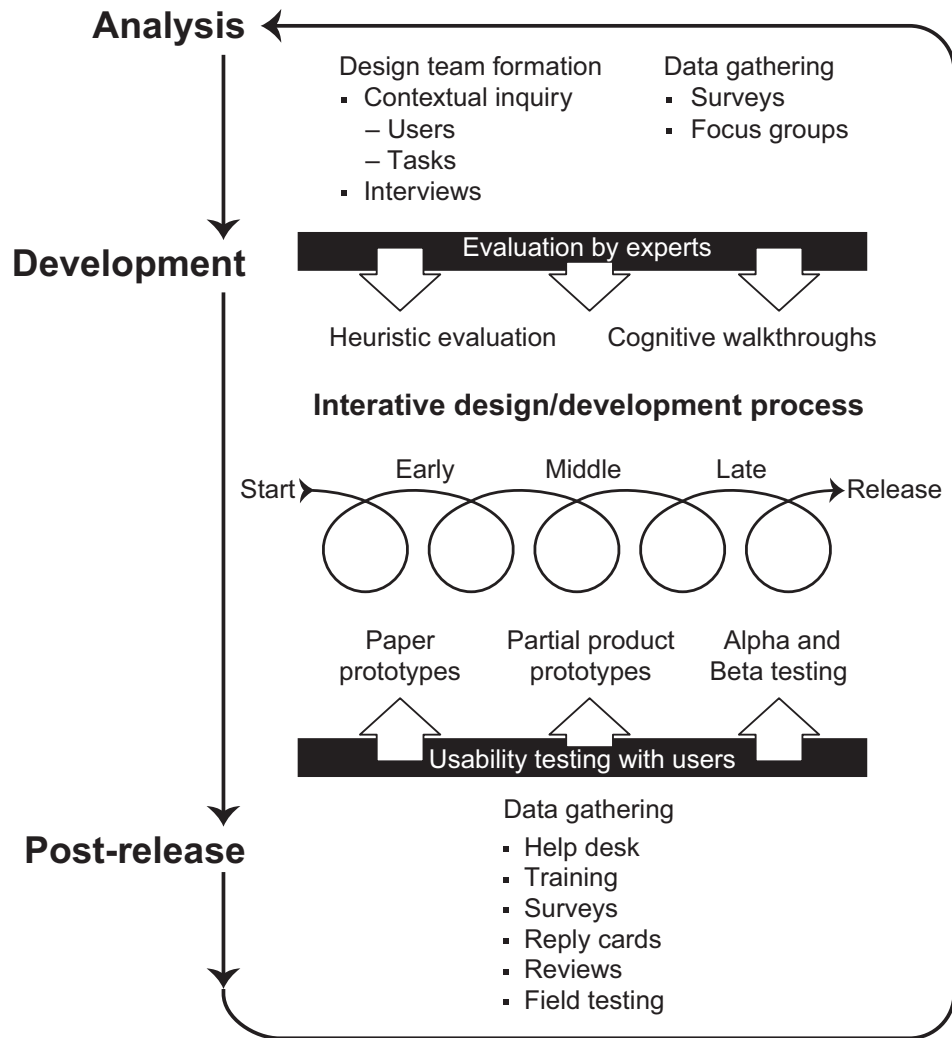 Analysis
Design team formation
▪ Contextual inquiry
– Users
– Tasks
▪ Interviews
Data gathering
▪ Surveys
▪ Focus groups
Development
Evaluation by experts
Heuristic evaluation
Cognitive walkthroughs
Interative design/development process
Early
Middle
Late
Start
Release
Paper
prototypes
Partial product
prototypes
Alpha and
Beta testing
Usability testing with users
Post-release
Data gathering
▪ Help desk
▪ Training
▪ Surveys
▪ Reply cards
▪ Reviews
▪ Field testing